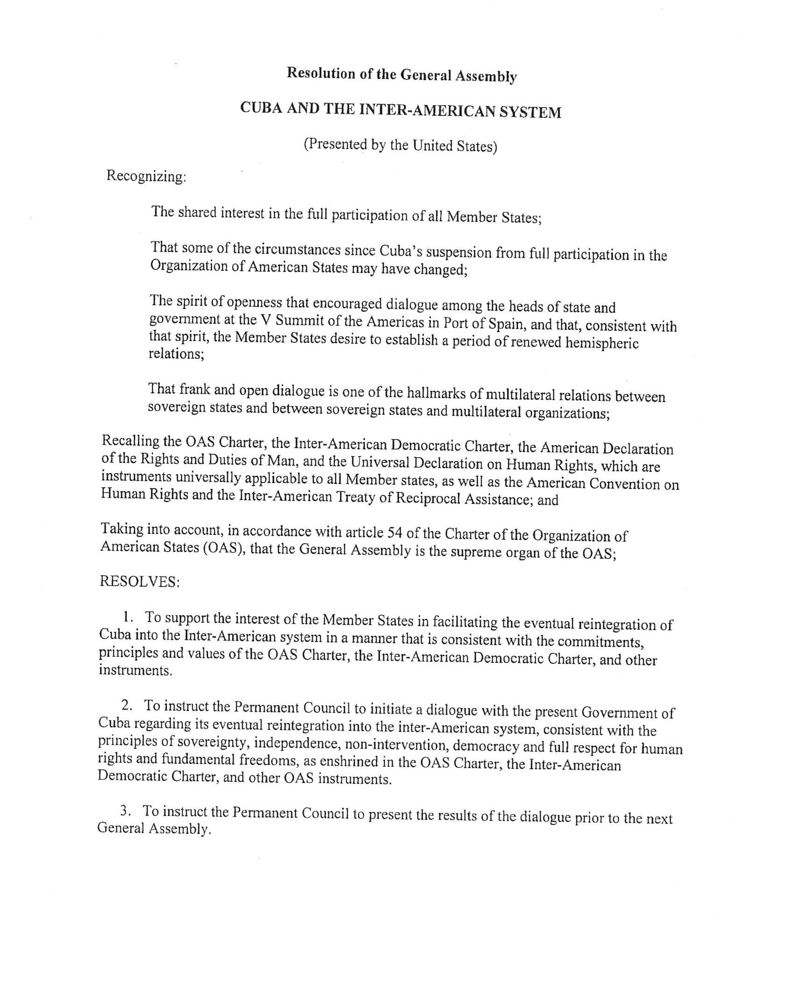 Resolution of the General Assembly
CUBA AND THE INTER-AMERICAN SYSTEM
(Presented by the United States)
Recognizing:
The shared interest in the full participation of all Member States;
That some of the circumstances since Cuba's suspension from full participation in the
Organization of American States may have changed;
The spirit of openness that encouraged dialogue among the heads of state and
government at the V Summit of the Americas in Port of Spain, and that, consistent with
that spirit, the Member States desire to establish a period of renewed hemispheric
relations;
That frank and open dialogue is one of the hallmarks of multilateral relations between
sovereign states and between sovereign states and multilateral organizations;
Recalling the OAS Charter, the Inter-American Democratic Charter, the American Declaration
of the Rights and Duties of Man, and the Universal Declaration on Human Rights, which are
instruments universally applicable to all Member states, as well as the American Convention on
Human Rights and the Inter-American Treaty of Reciprocal Assistance; and
Taking into account, in accordance with article 54 of the Charter of the Organization of
American States (OAS), that the General Assembly is the supreme organ of the OAS;
RESOLVES:
1. To support the interest of the Member States in facilitating the eventual reintegration of
Cuba into the Inter-American system in a manner that is consistent with the commitments,
principles and values of the OAS Charter, the Inter-American Democratic Charter, and other
instruments.
2. To instruct the Permanent Council to initiate a dialogue with the present Government of
Cuba regarding its eventual reintegration into the inter-American system, consistent with the
principles of sovereignty, independence, non-intervention, democracy and full respect for human
rights and fundamental freedoms, as enshrined in the OAS Charter, the Inter-American
Democratic Charter, and other OAS instruments.
3. To instruct the Permanent Council to present the results of the dialogue prior to the next
General Assembly.